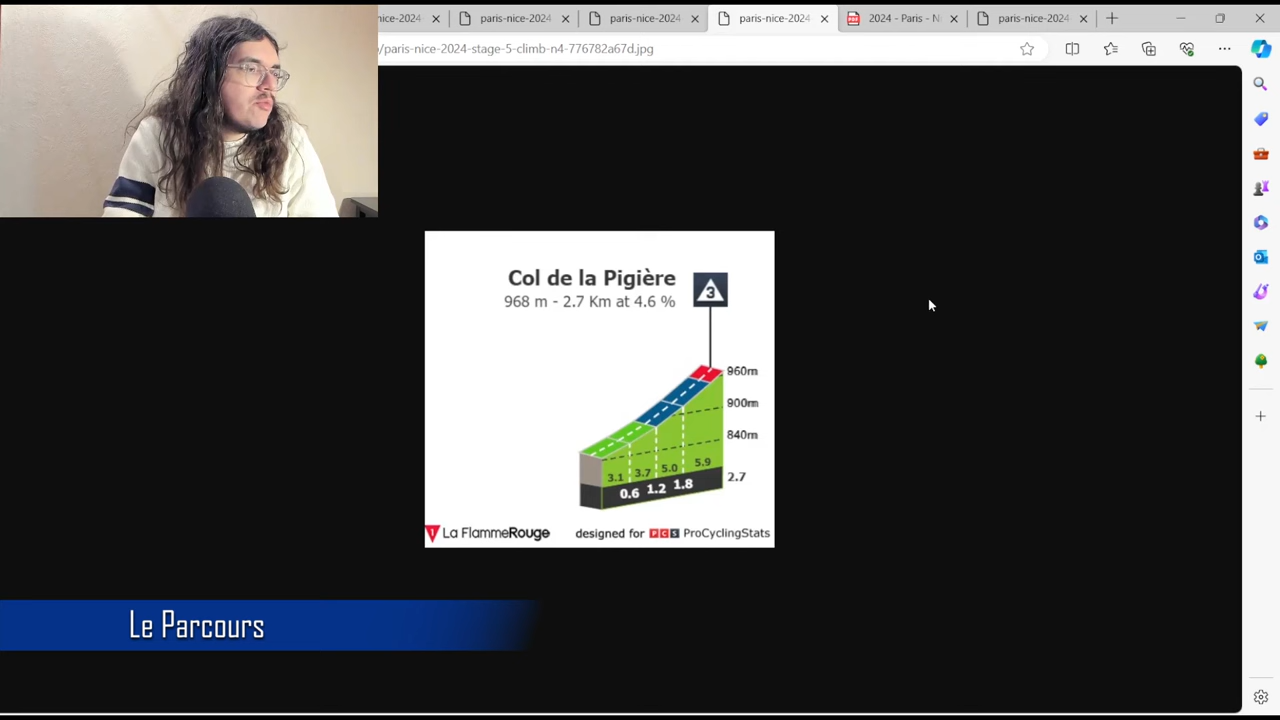 nice-2024
paris-nice-2024
paris-nice-2024
paris-nice-2024
PDF
2024 - Paris - N
paris-nice-2024
/paris-nice-2024-stage-5-climb-n4-776782a67d.jpg
Col de la Pigière
968 m - 2.7 Km at 4.6 %
3
960m
900m
840m
3.1 3.7 5.0 5.9
2.7
0.6 1.2 1.8
La FlammeRouge
designed for PCS ProCyclingStats
Le Parcours